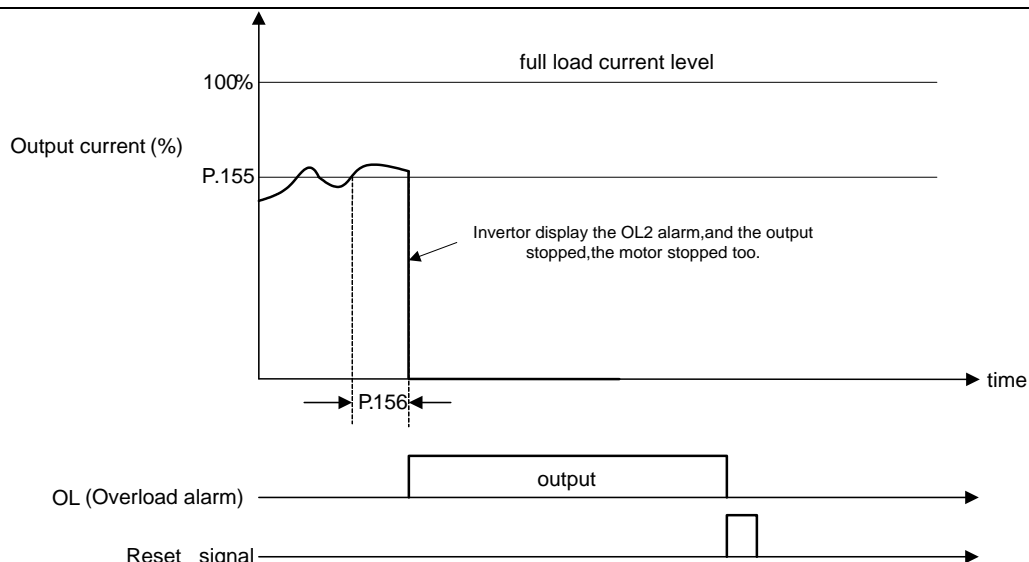 full load current level
100%
Output current (%)
P.155
Invertor display the OL2 alarm,and the output
stopped,the motor stopped too.
time
P.156
output
OL (Overload alarm)
Reset signal